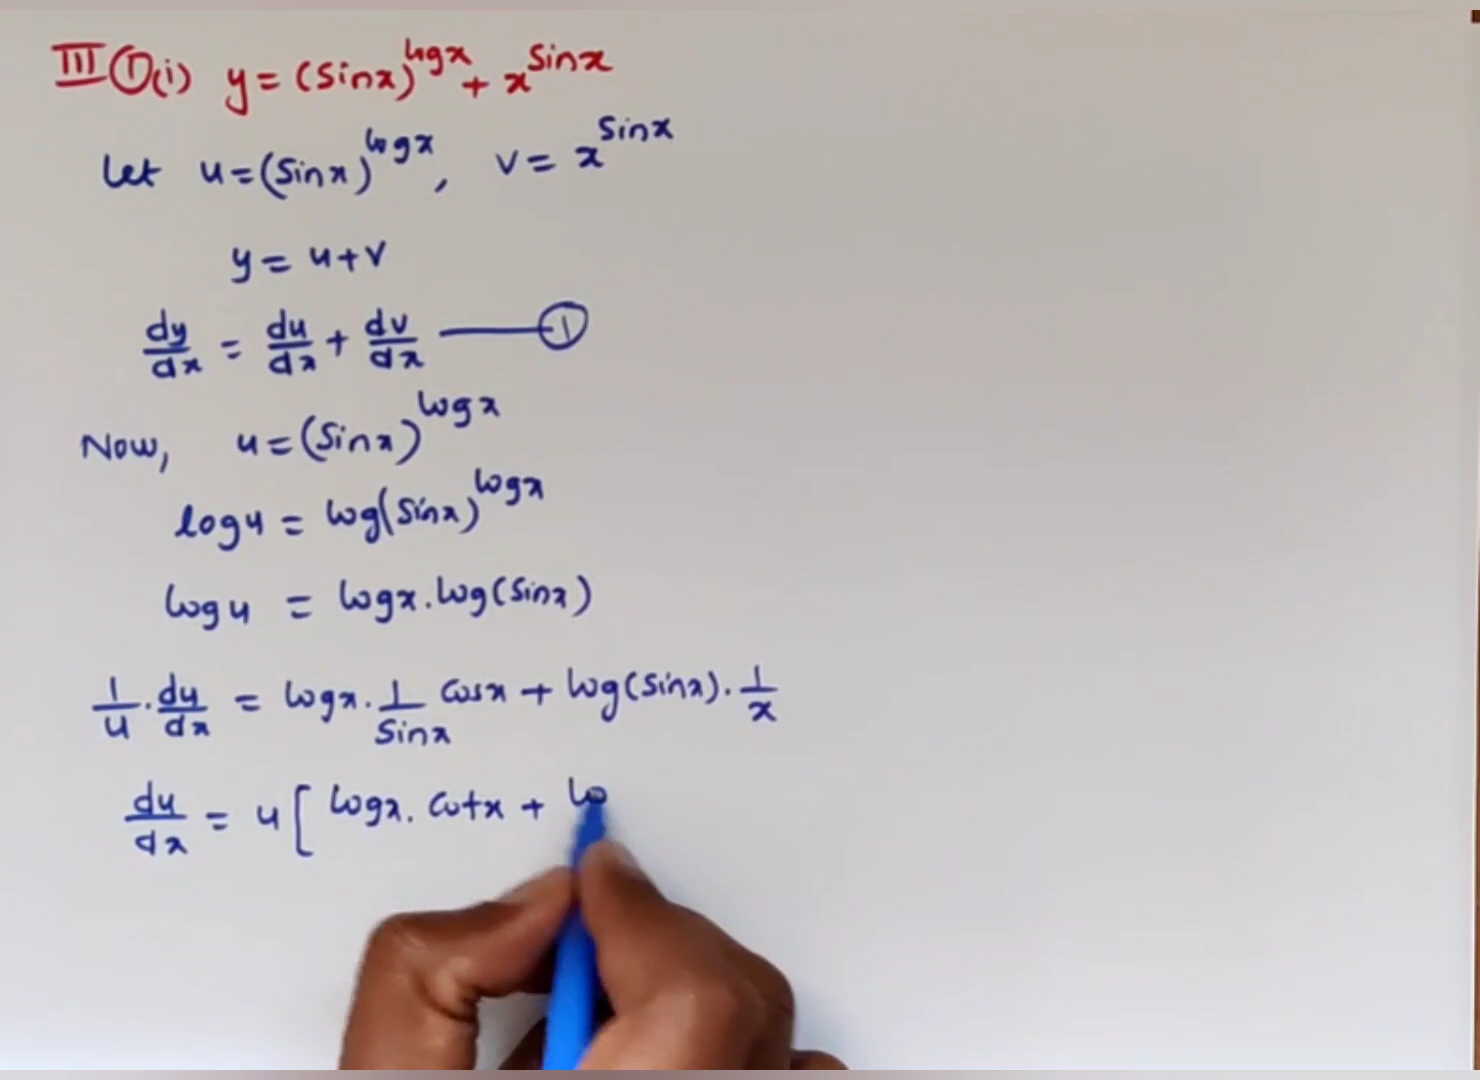 III ① (i) y = (sinx)^logx + x^sinx
Let u = (sinx)^logx, v = x^sinx
y = u+v
dy/dx = du/dx + dv/dx —— ①
Now, u = (sinx)^logx
logu = log(sinx)^logx
logu = logx.log(sinx)
1/u . du/dx = logx. 1/sinx cosx + log(sinx). 1/x
du/dx = u[ logx. cotx + lo